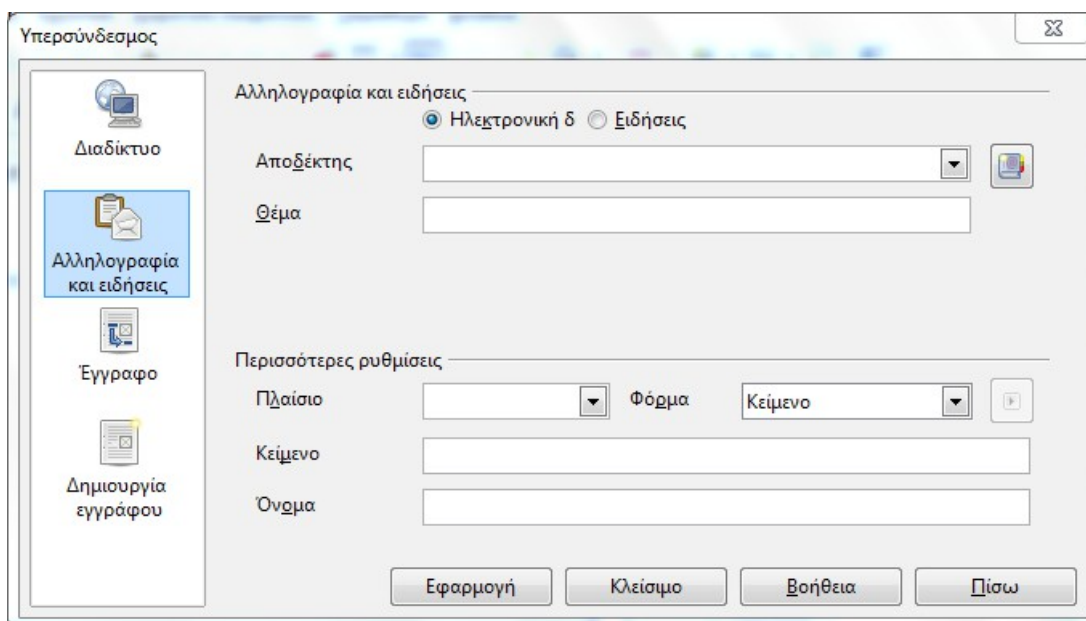 Υπερσύνδεσμος
Διαδίκτυο
Αλληλογραφία
και ειδήσεις
Έγγραφο
Δημιουργία
εγγράφου
Αλληλογραφία και ειδήσεις
Ηλεκτρονική δ Ειδήσεις
Αποδέκτης
Θέμα
Περισσότερες ρυθμίσεις
Πλαίσιο Φόρμα Κείμενο
Κείμενο
Όνομα
Εφαρμογή Κλείσιμο Βοήθεια Πίσω